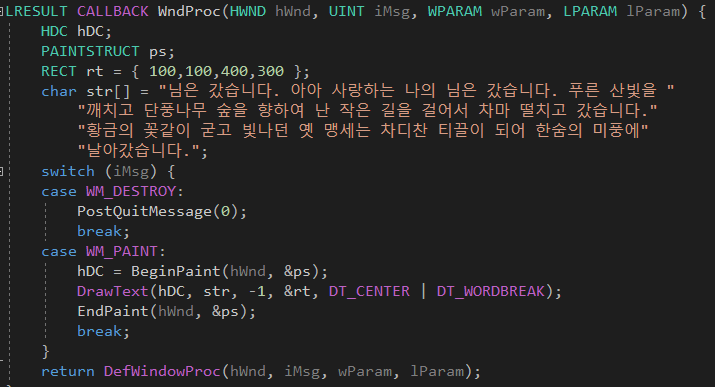 LRESULT CALLBACK WndProc(HWND hWnd, UINT iMsg, WPARAM wParam, LPARAM lParam) {
    HDC hDC;
    PAINTSTRUCT ps;
    RECT rt = { 100,100,400,300 };
    char str[] = "님은 갔습니다. 아아 사랑하는 나의 님은 갔습니다. 푸른 산빛을 "
        "깨치고 단풍나무 숲을 향하여 난 작은 길을 걸어서 차마 떨치고 갔습니다."
        "황금의 꽃같이 굳고 빛나던 옛 맹세는 차디찬 티끌이 되어 한숨의 미풍에"
        "날아갔습니다.";
    switch (iMsg) {
    case WM_DESTROY:
        PostQuitMessage(0);
        break;
    case WM_PAINT:
        hDC = BeginPaint(hWnd, &ps);
        DrawText(hDC, str, -1, &rt, DT_CENTER | DT_WORDBREAK);
        EndPaint(hWnd, &ps);
        break;
    }
    return DefWindowProc(hWnd, iMsg, wParam, lParam);